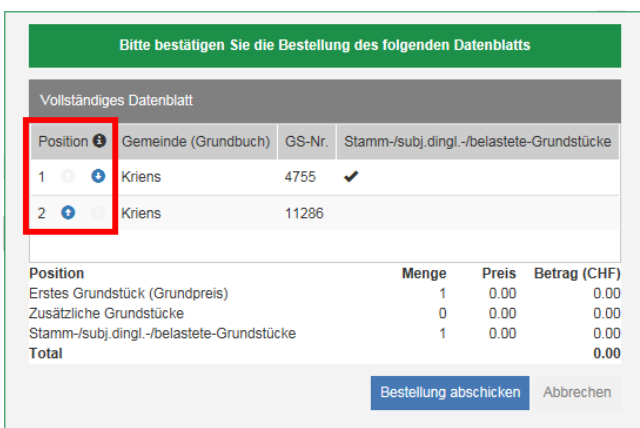 Bitte bestätigen Sie die Bestellung des folgenden Datenblatts
Vollständiges Datenblatt
Position Gemeinde (Grundbuch) GS-Nr. Stamm-/subj.dingl.-/belastete-Grundstücke
1 Kriens 4755 ✔
2 Kriens 11286
Position Menge Preis Betrag (CHF)
Erstes Grundstück (Grundpreis) 1 0.00 0.00
Zusätzliche Grundstücke 0 0.00 0.00
Stamm-/subj.dingl.-/belastete-Grundstücke 1 0.00 0.00
Total 0.00
Bestellung abschicken Abbrechen